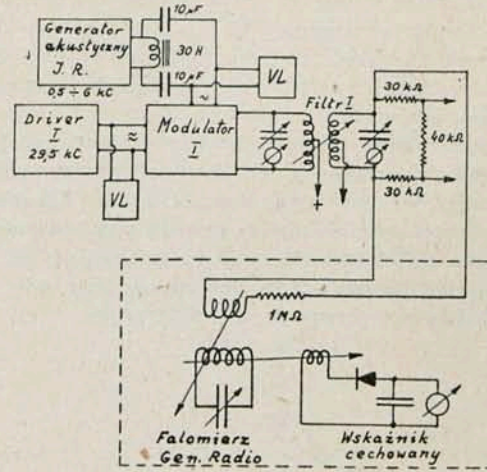 10 μF
Generator
akustyczny
J. R.
30 H
10 μF
0,5 ÷ 6 kC
VL
≈
Filtr I
30 kΩ
40 kΩ
30 kΩ
Driver
I
29,5 kC
≈
Modulator
I
VL
+
1 MΩ
Falomierz
Gen. Radio
Wskaźnik
cechowany